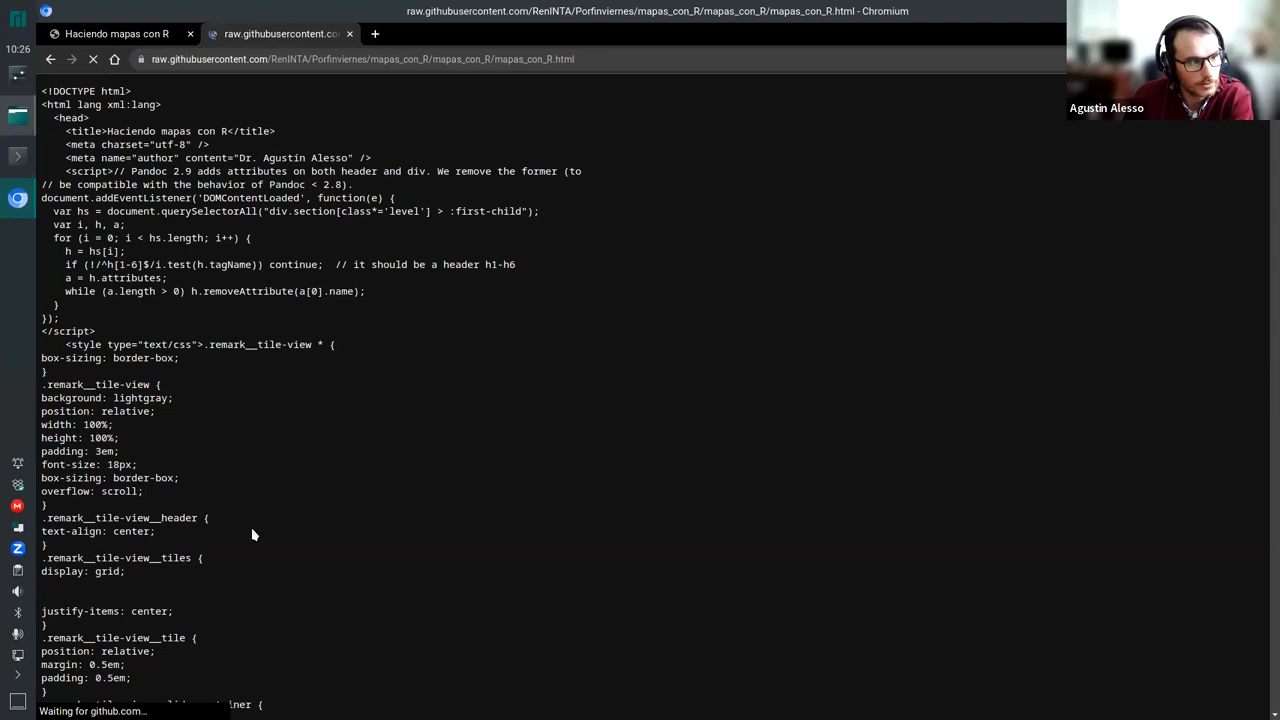 raw.githubusercontent.com/RenINTA/Porfinviernes/mapas_con_R/mapas_con_R/mapas_con_R.html - Chromium
10:26
Haciendo mapas con R
raw.githubusercontent.co
raw.githubusercontent.com/RenINTA/Porfinviernes/mapas_con_R/mapas_con_R/mapas_con_R.html
Agustin Alesso
<!DOCTYPE html>
<html lang xml:lang>
  <head>
    <title>Haciendo mapas con R</title>
    <meta charset="utf-8" />
    <meta name="author" content="Dr. Agustín Alesso" />
    <script>// Pandoc 2.9 adds attributes on both header and div. We remove the former (to
// be compatible with the behavior of Pandoc < 2.8).
document.addEventListener('DOMContentLoaded', function(e) {
  var hs = document.querySelectorAll("div.section[class*='level'] > :first-child");
  var i, h, a;
  for (i = 0; i < hs.length; i++) {
    h = hs[i];
    if (!/^h[1-6]$/i.test(h.tagName)) continue;  // it should be a header h1-h6
    a = h.attributes;
    while (a.length > 0) h.removeAttribute(a[0].name);
  }
});
</script>
    <style type="text/css">.remark__tile-view * {
box-sizing: border-box;
}
.remark__tile-view {
background: lightgray;
position: relative;
width: 100%;
height: 100%;
padding: 3em;
font-size: 18px;
box-sizing: border-box;
overflow: scroll;
}
.remark__tile-view__header {
text-align: center;
}
.remark__tile-view__tiles {
display: grid;
justify-items: center;
}
.remark__tile-view__tile {
position: relative;
margin: 0.5em;
padding: 0.5em;
}
iner {
Waiting for github.com...